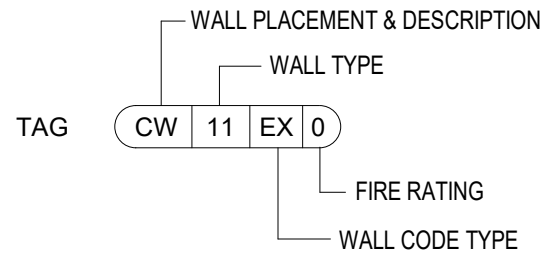 WALL PLACEMENT & DESCRIPTION
WALL TYPE
TAG CW 11 EX 0
FIRE RATING
WALL CODE TYPE